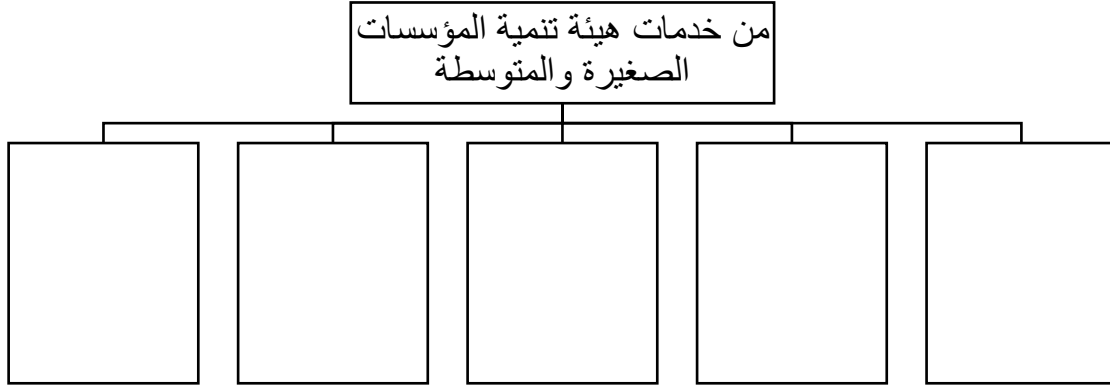 من خدمات هيئة تنمية المؤسسات
الصغيرة والمتوسطة